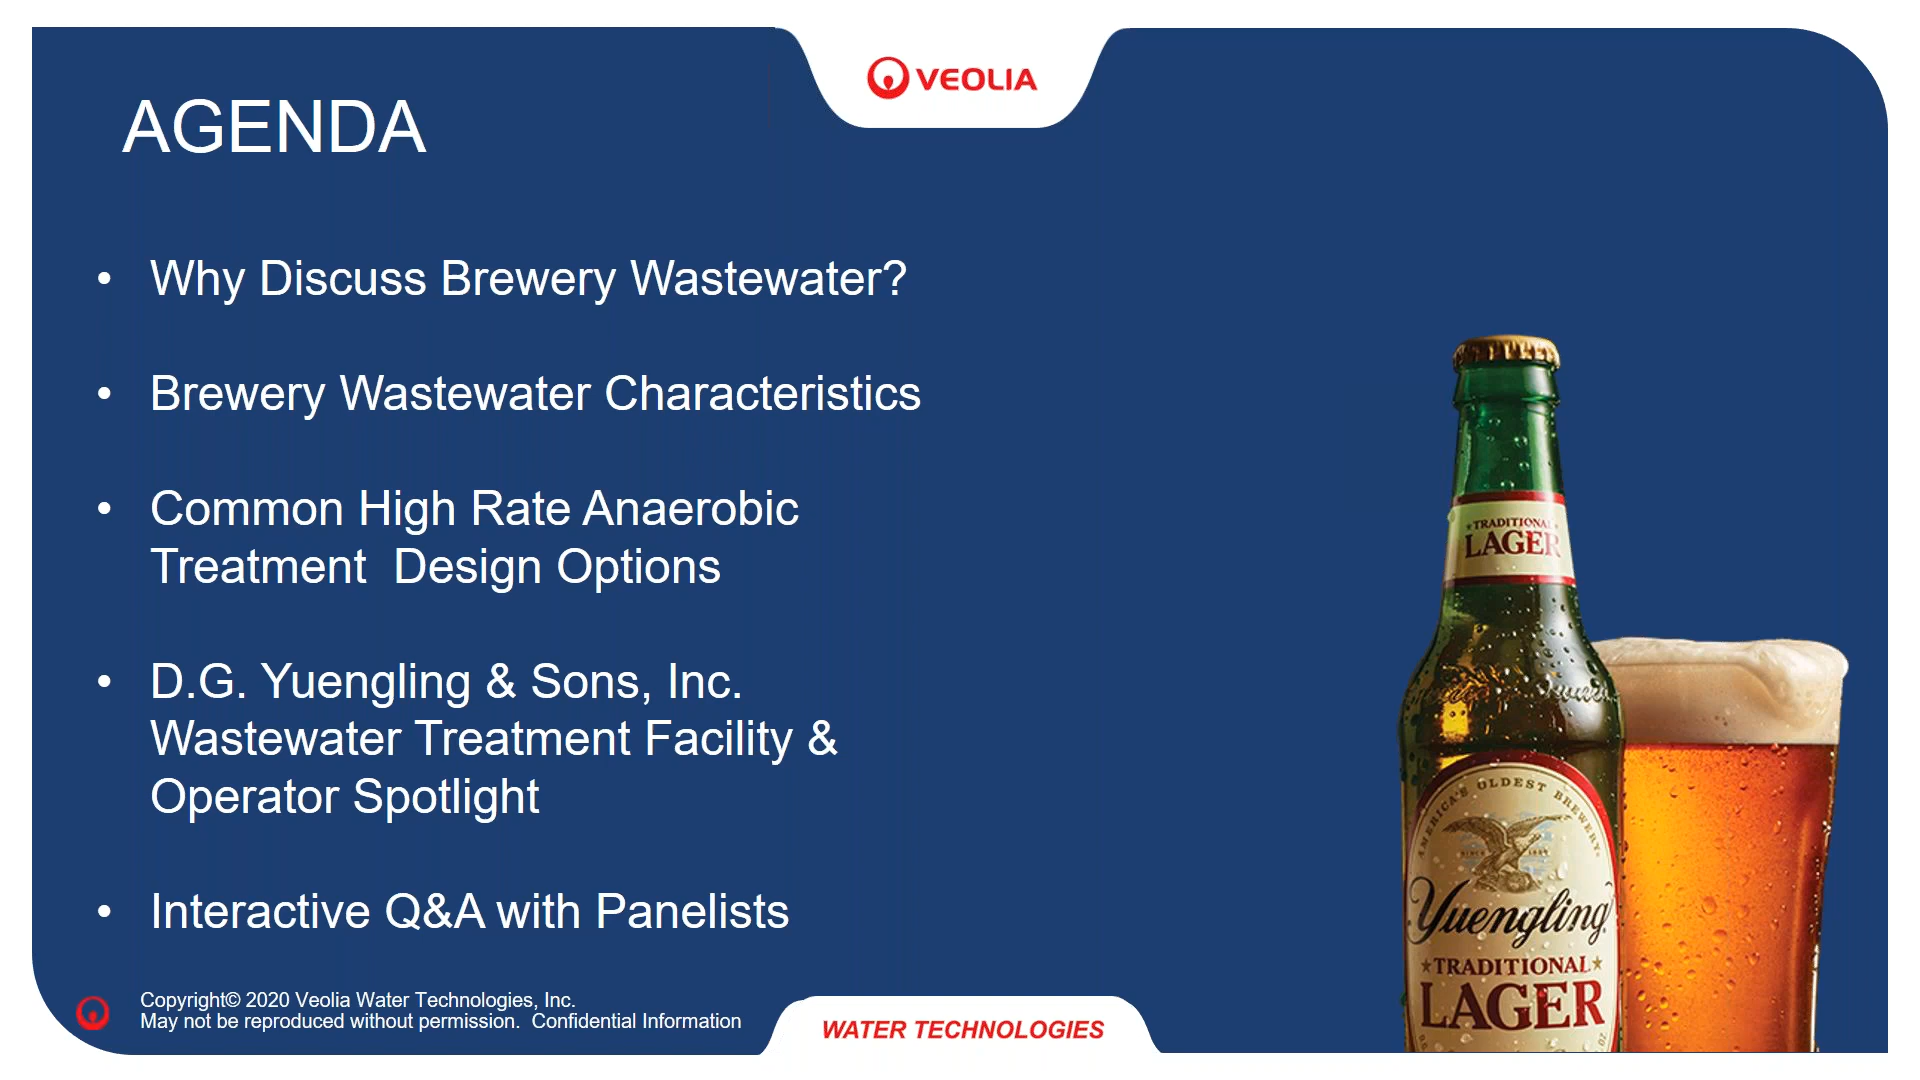 VEOLIA
AGENDA
• Why Discuss Brewery Wastewater?
• Brewery Wastewater Characteristics
• Common High Rate Anaerobic
Treatment  Design Options
• D.G. Yuengling & Sons, Inc.
Wastewater Treatment Facility &
Operator Spotlight
• Interactive Q&A with Panelists
TRADITIONAL
LAGER
AMERICA'S OLDEST BREWERY
SINCE
Yuengling
TRADITIONAL
LAGER
Copyright© 2020 Veolia Water Technologies, Inc.
May not be reproduced without permission.  Confidential Information
WATER TECHNOLOGIES